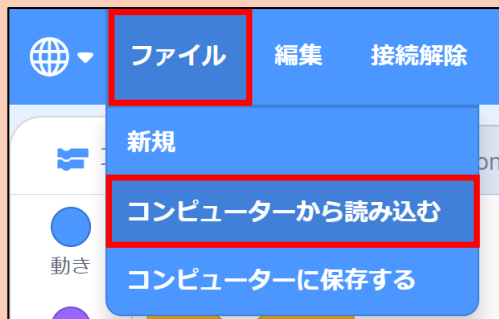 ファイル 編集 接続解除
新規
on
コンピューターから読み込む
動き
コンピューターに保存する